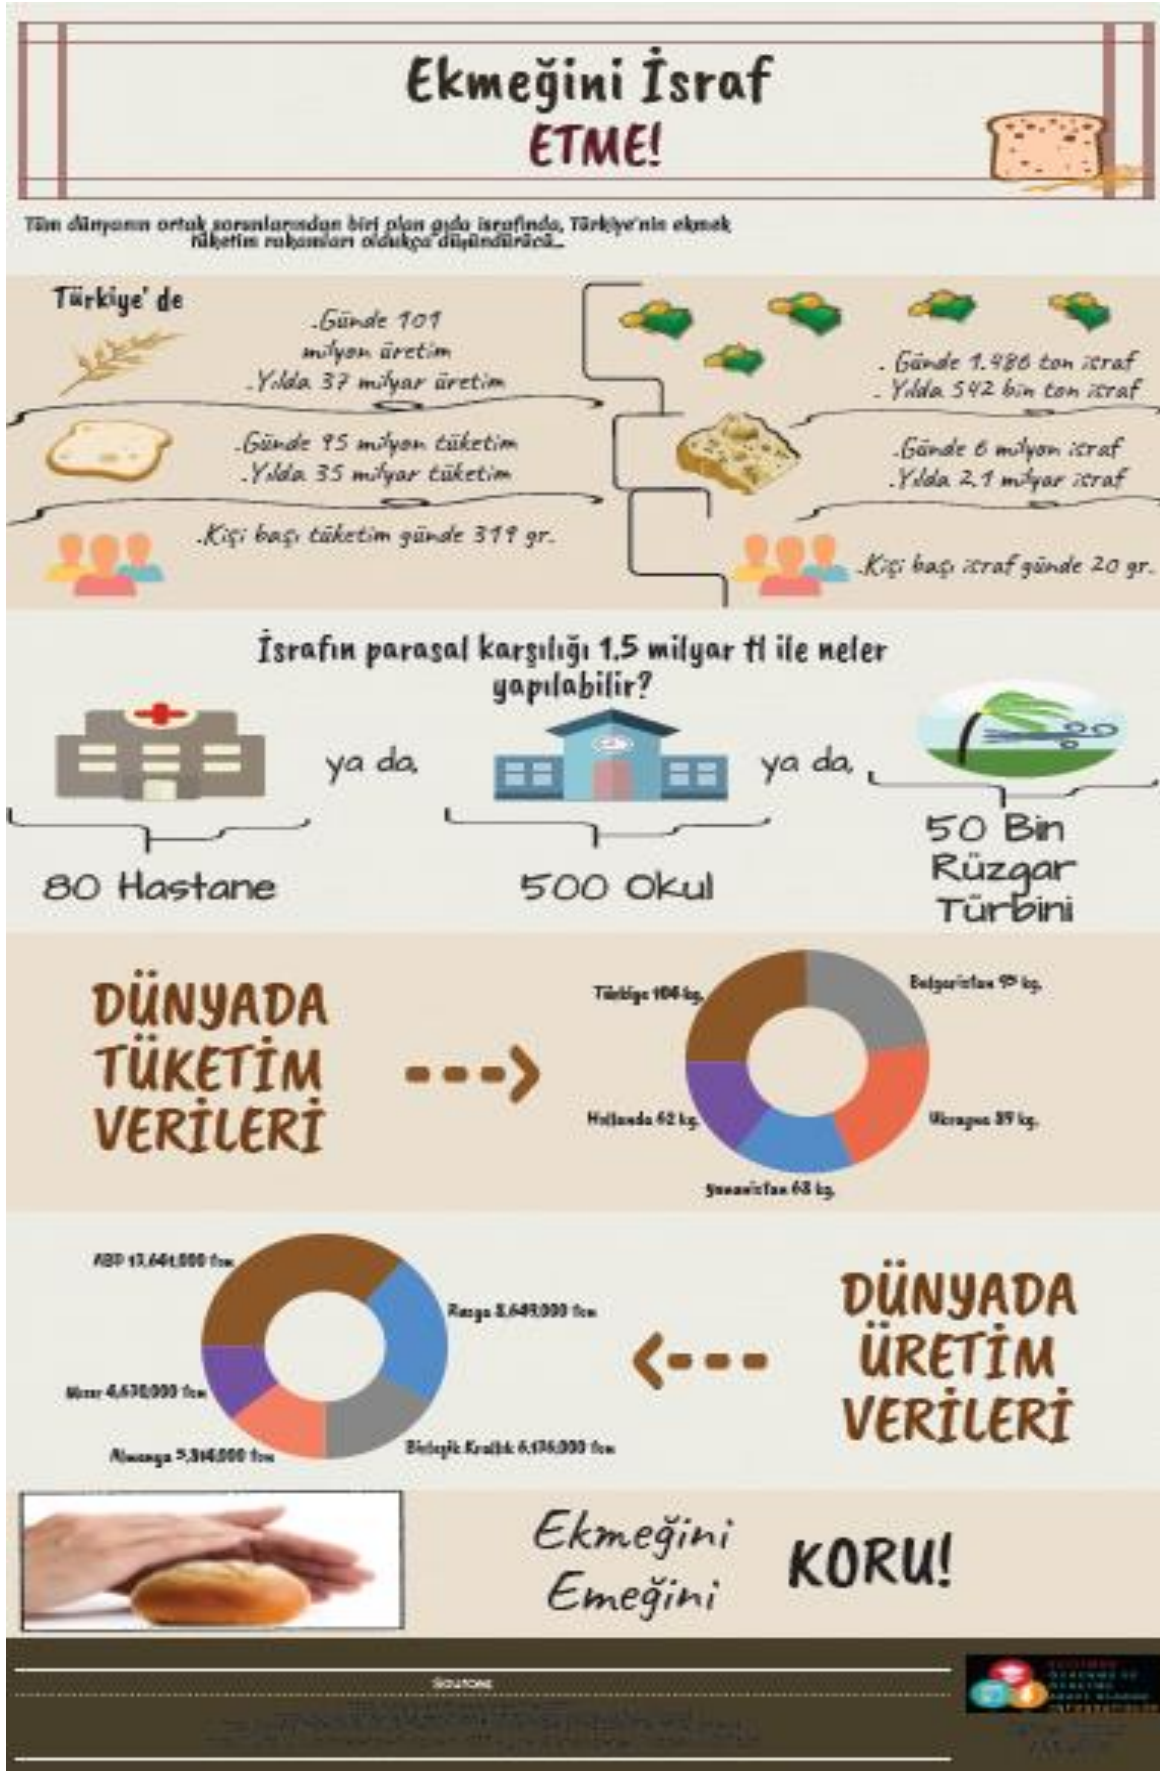 Ekmeğini İsraf
ETME!
Tüm dünyanın ortak sorunlarından biri olan gıda israfında, Türkiye'nin ekmek
tüketim rakamları oldukça düşündürücü...
Türkiye' de
.Günde 101
milyon üretim
.Yılda 37 milyar üretim
. Günde 1.486 ton israf
. Yılda 542 bin ton israf
.Günde 95 milyon tüketim
.Yılda 35 milyar tüketim
.Günde 6 milyon israf
.Yılda 2.1 milyar israf
.Kişi başı tüketim günde 319 gr.
.Kişi başı israf günde 20 gr.
İsrafın parasal karşılığı 1.5 milyar tl ile neler
yapılabilir?
ya da,
ya da,
80 Hastane
500 Okul
50 Bin
Rüzgar
Türbini
DÜNYADA
TÜKETİM
VERİLERİ
Türkiye kg.
Bulgaristan 95 kg.
Hollanda 62 kg.
Ukrayna 89 kg.
Yunanistan 68 kg.
ABD ton
Rusya ton
Mısır ton
Almanya ton
Birleşik Krallık ton
DÜNYADA
ÜRETİM
VERİLERİ
Ekmeğini
Emeğini
KORU!
Sources